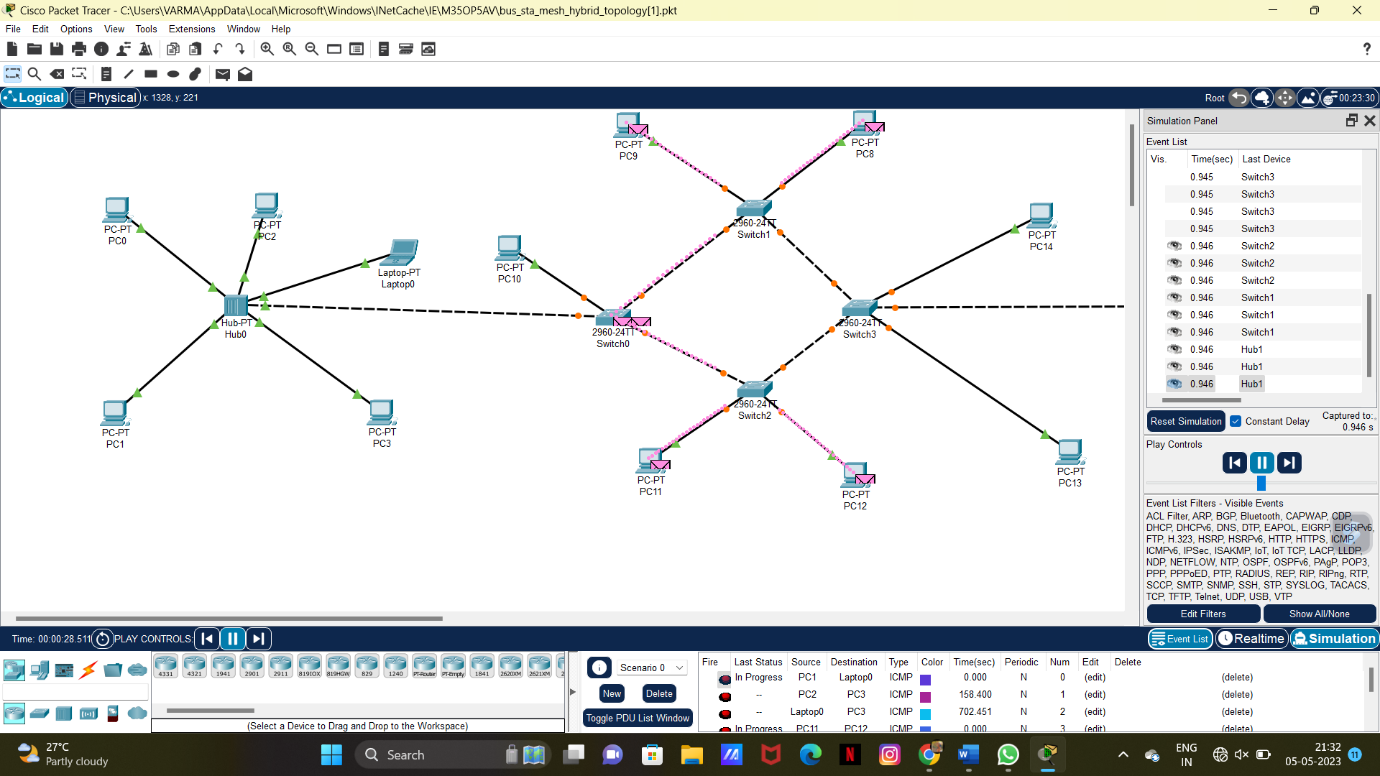 Cisco Packet Tracer - C:\Users\VARMA\AppData\Local\Microsoft\Windows\INetCache\IE\M35OP5AV\bus_sta_mesh_hybrid_topology[1].pkt
File Edit Options View Tools Extensions Window Help
Logical Physical x: 1328, y: 221
Root 00:23:30
PC-PT
PC9
PC-PT
PC8
PC-PT
PC0
PC-PT
PC2
2960-24TT
Switch1
PC-PT
PC14
Laptop-PT
Laptop0
PC-PT
PC10
Hub-PT
Hub0
2960-24TT
Switch0
2960-24TT
Switch3
2960-24TT
Switch2
PC-PT
PC1
PC-PT
PC3
PC-PT
PC11
PC-PT
PC12
PC-PT
PC13
Simulation Panel
Event List
Vis. Time(sec) Last Device
0.945 Switch3
0.945 Switch3
0.945 Switch3
0.945 Switch3
0.946 Switch2
0.946 Switch2
0.946 Switch2
0.946 Switch1
0.946 Switch1
0.946 Switch1
0.946 Hub1
0.946 Hub1
0.946 Hub1
Reset Simulation Constant Delay Captured to:
0.946 s
Play Controls
Event List Filters - Visible Events
ACL Filter, ARP, BGP, Bluetooth, CAPWAP, CDP,
DHCP, DHCPv6, DNS, DTP, EAPOL, EIGRP, EIGRPv6,
FTP, H.323, HSRP, HSRPv6, HTTP, HTTPS, ICMP,
ICMPv6, IPSec, ISAKMP, IoT, IoT TCP, LACP, LLDP,
NDP, NETFLOW, NTP, OSPF, OSPFv6, PAgP, POP3,
PPP, PPPoED, PTP, RADIUS, REP, RIP, RIPng, RTP,
SCCP, SMTP, SNMP, SSH, STP, SYSLOG, TACACS,
TCP, TFTP, Telnet, UDP, USB, VTP
Edit Filters Show All/None
Time: 00:00:28.511 PLAY CONTROLS:
Event List Realtime Simulation
4331 4321 1941 2901 2911 819IOX 819HGW 829 1240 PT-Router PT-Empty 1841 2620XM 2621XM
(Select a Device to Drag and Drop to the Workspace)
Scenario 0
New Delete
Toggle PDU List Window
Fire Last Status Source Destination Type Color Time(sec) Periodic Num Edit Delete
In Progress PC1 Laptop0 ICMP 0.000 N 0 (edit) (delete)
-- PC2 PC3 ICMP 158.400 N 1 (edit) (delete)
-- Laptop0 PC3 ICMP 702.451 N 2 (edit) (delete)
In Progress PC11 PC12 ICMP 0.000 N 3 (edit) (delete)
27°C
Partly cloudy
Search
ENG
IN
21:32
05-05-2023
11